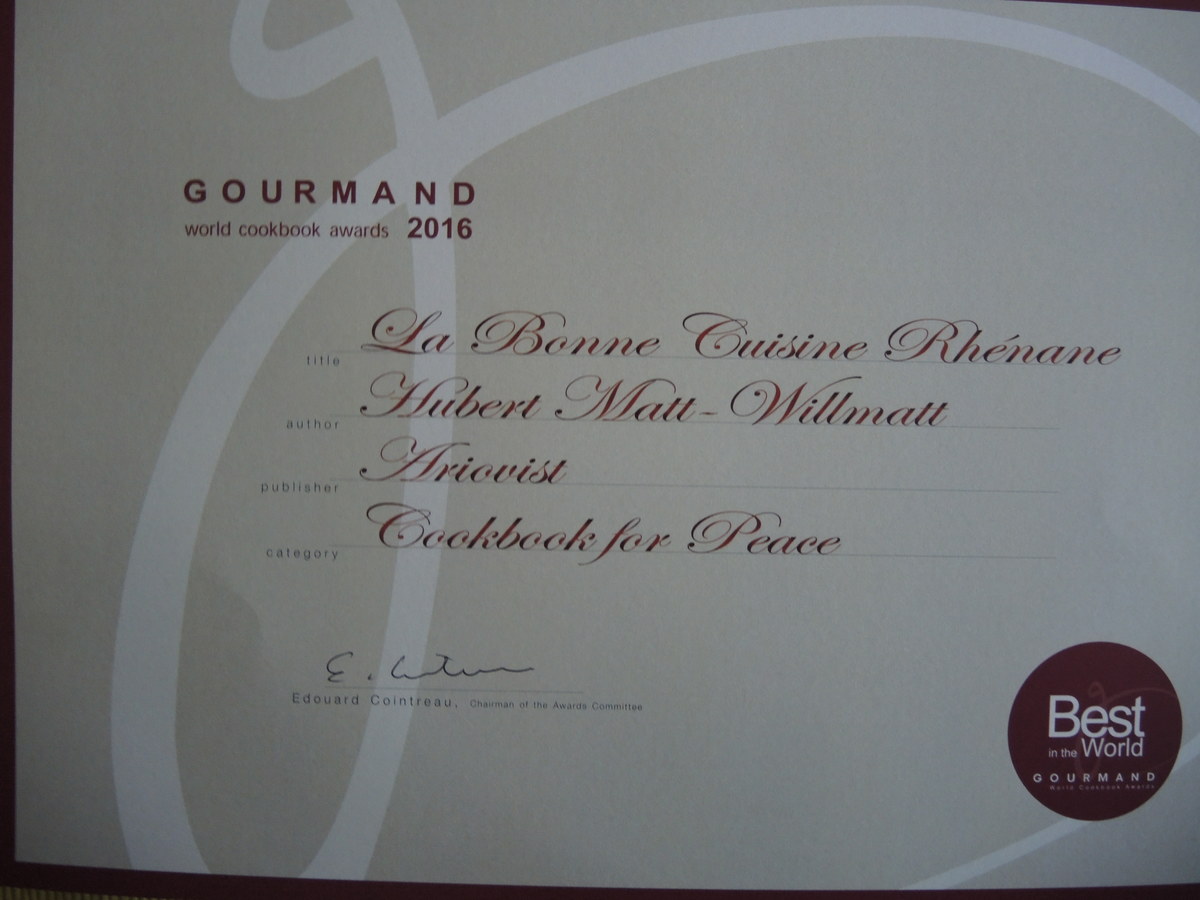 GOURMAND
world cookbook awards 2016
title La Bonne Cuisine Rhénane
author Hubert Matt-Willmatt
publisher Ariovist
category Cookbook for Peace
E. Cointreau
Edouard Cointreau, Chairman of the Awards Committee
Best
in the World
GOURMAND
World Cookbook Awards